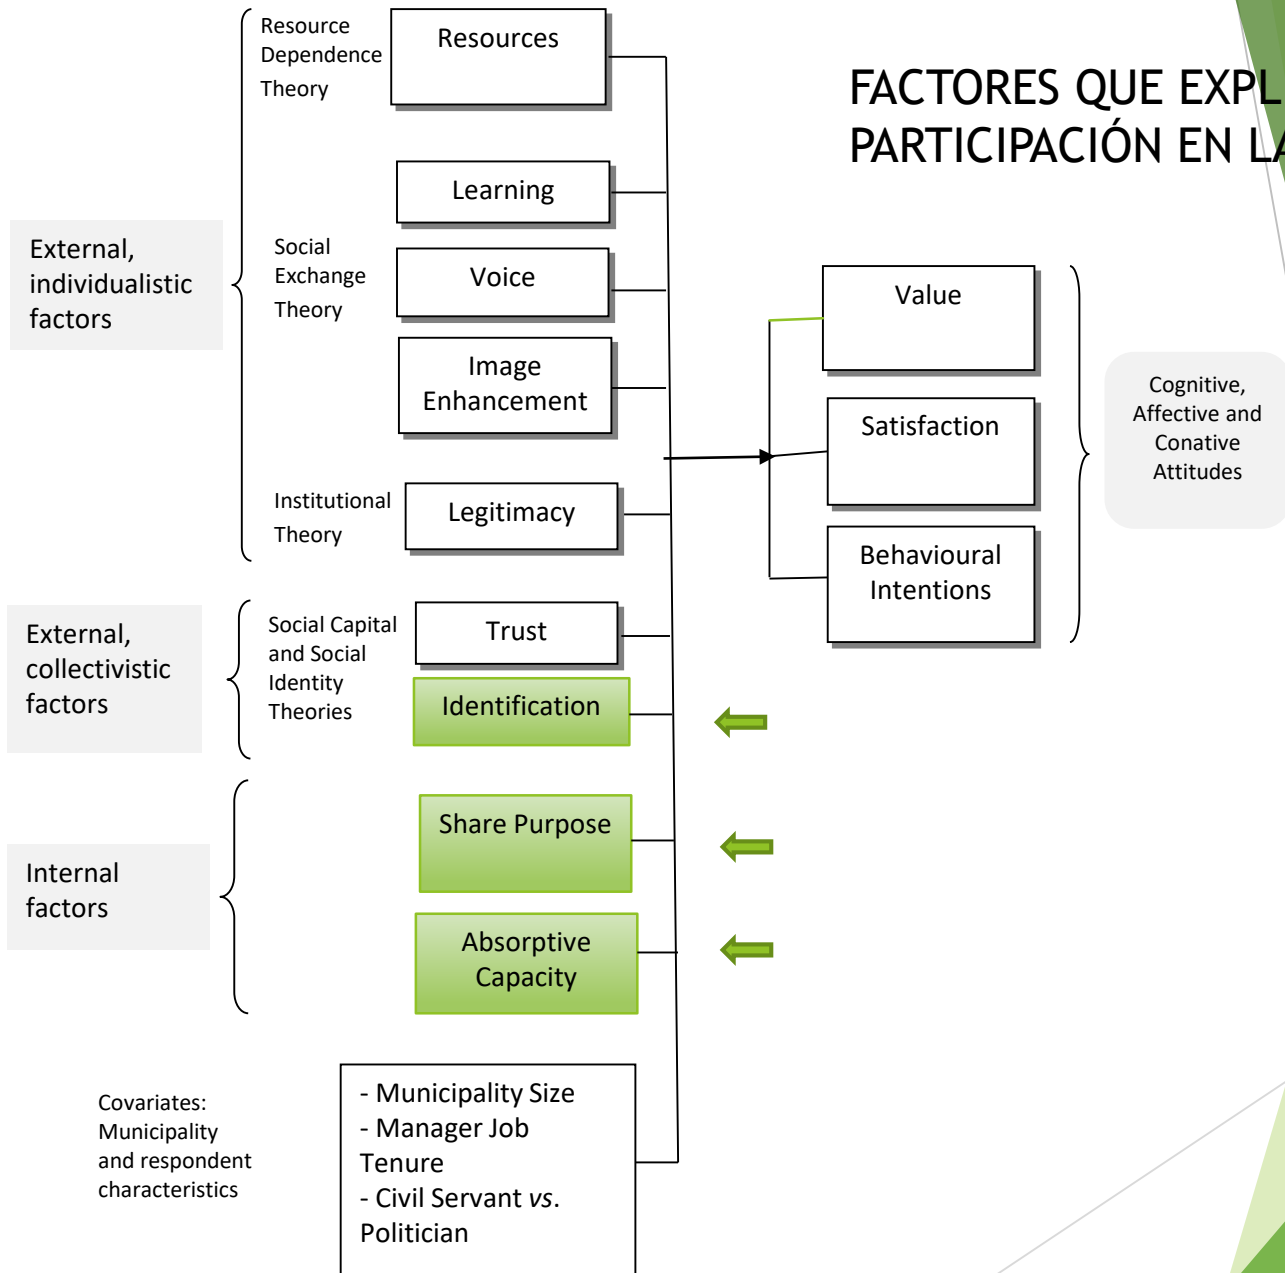 FACTORES QUE EXPL
PARTICIPACIÓN EN LA
Resource
Dependence
Theory
Resources
Learning
External,
individualistic
factors
Social
Exchange
Theory
Voice
Image
Enhancement
Institutional
Theory
Legitimacy
Value
Satisfaction
Behavioural
Intentions
Cognitive,
Affective and
Conative
Attitudes
External,
collectivistic
factors
Social Capital
and Social
Identity
Theories
Trust
Identification
Internal
factors
Share Purpose
Absorptive
Capacity
Covariates:
Municipality
and respondent
characteristics
- Municipality Size
- Manager Job
Tenure
- Civil Servant vs.
Politician